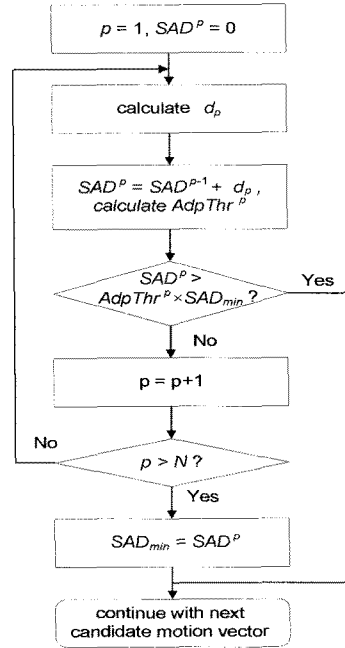 p = 1, SAD^p = 0
calculate d_p
SAD^p = SAD^{p-1} + d_p ,
calculate AdpThr^p
SAD^p >
AdpThr^p × SAD_min ?
Yes
No
p = p+1
No
p > N ?
Yes
SAD_min = SAD^p
continue with next
candidate motion vector